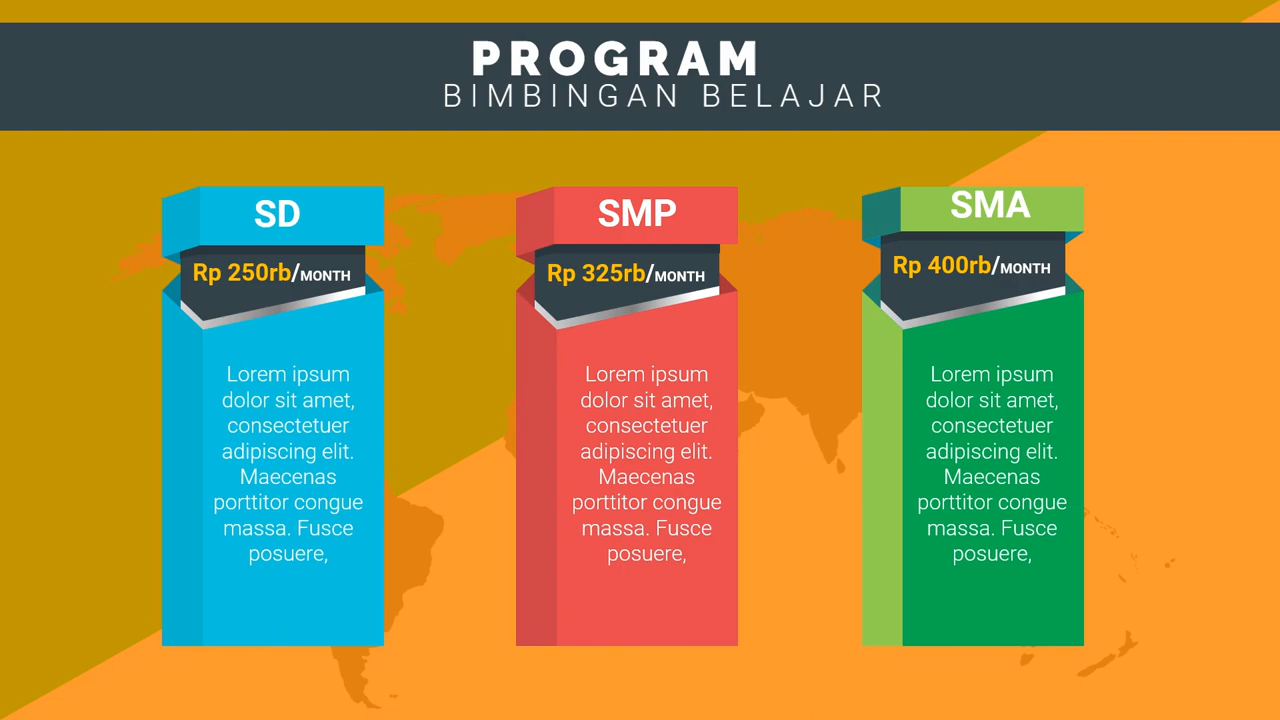 PROGRAM
BIMBINGAN BELAJAR
SD
Rp 250rb/MONTH
Lorem ipsum
dolor sit amet,
consectetuer
adipiscing elit.
Maecenas
porttitor congue
massa. Fusce
posuere,
SMP
Rp 325rb/MONTH
Lorem ipsum
dolor sit amet,
consectetuer
adipiscing elit.
Maecenas
porttitor congue
massa. Fusce
posuere,
SMA
Rp 400rb/MONTH
Lorem ipsum
dolor sit amet,
consectetuer
adipiscing elit.
Maecenas
porttitor congue
massa. Fusce
posuere,